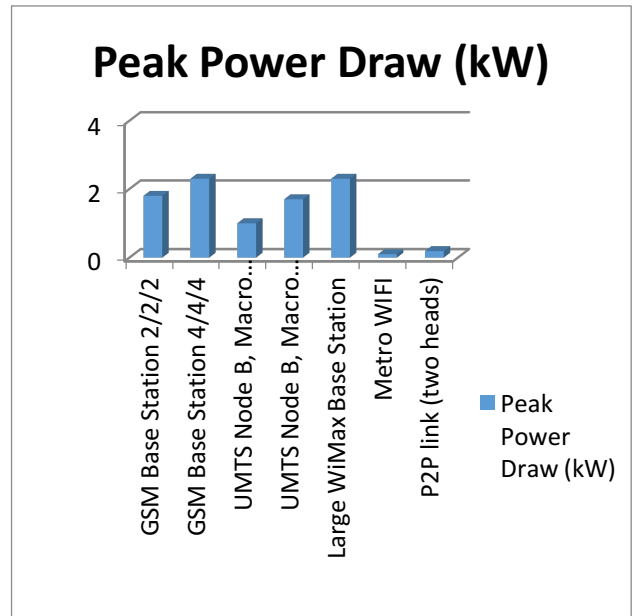 Peak Power Draw (kW)
4
2
0
GSM Base Station 2/2/2
GSM Base Station 4/4/4
UMTS Node B, Macro...
UMTS Node B, Macro...
Large WiMax Base Station
Metro WIFI
P2P link (two heads)
Peak
Power
Draw (kW)